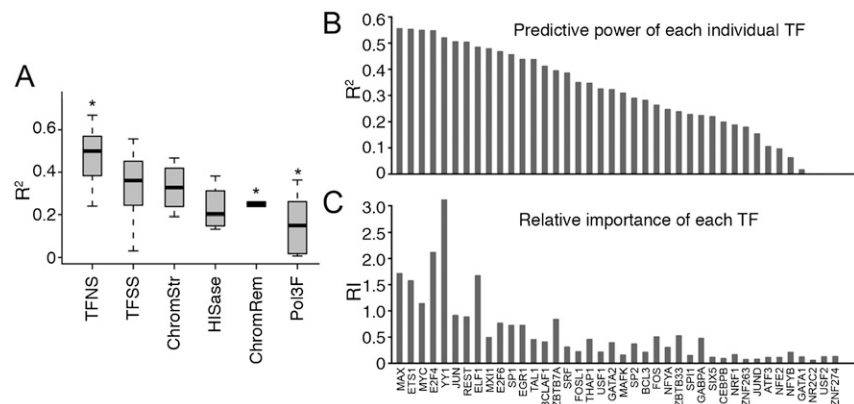 A
R²
0.6
0.4
0.2
0
*
*
*
TFNS
TFSS
ChromStr
HISase
ChromRem
Pol3F
B
Predictive power of each individual TF
R²
0.6
0.5
0.4
0.3
0.2
0.1
0
C
Relative importance of each TF
RI
3.0
2.5
2.0
1.5
1.0
0.5
0.0
MAX
ETS1
MYC
E2F4
YY1
JUN
REST
ELF1
MXI1
E2F6
SP1
EGR1
TAL1
BCLAF1
ZBTB7A
SRF
FOSL1
THAP1
USF1
GATA2
MAFK
SP2
BCL3
FOS
NFYA
ZBTB33
SPI1
GABPA
SIX5
CEBPB
NRF1
ZNF263
JUND
ATF3
NFE2
NFYB
GATA1
NR2C2
USF2
ZNF274